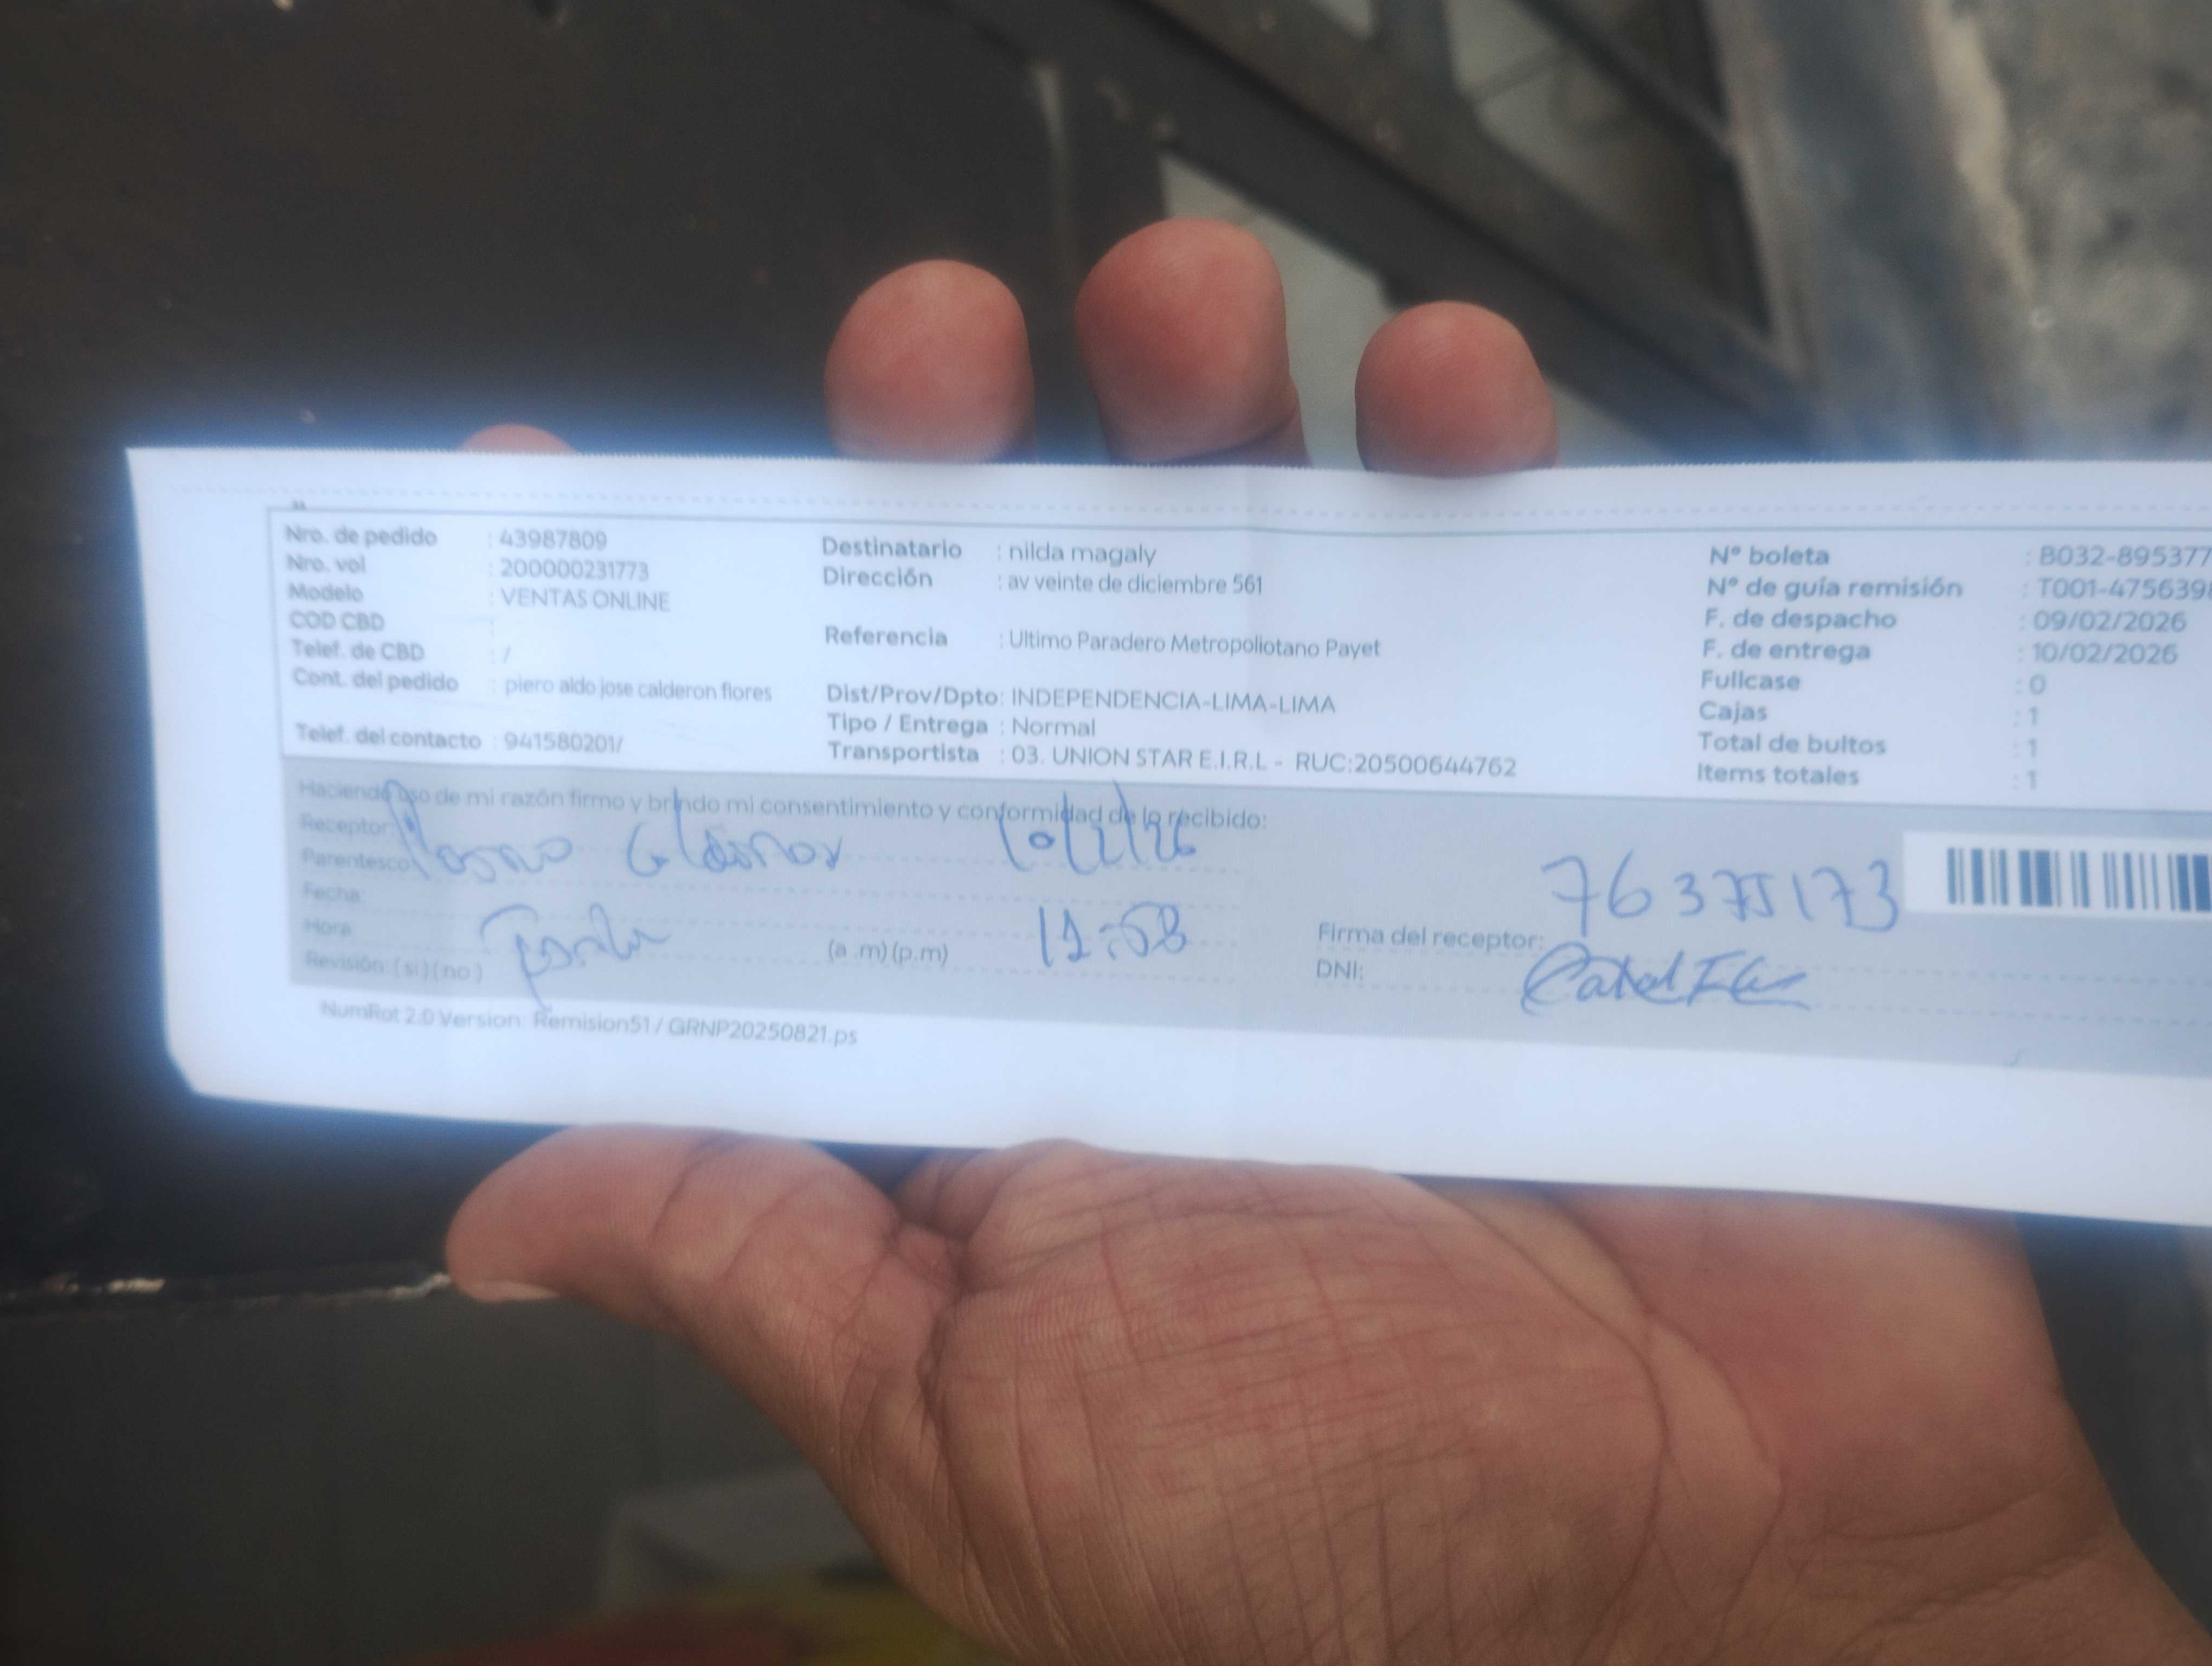 Nro. de pedido : 43987809
Nro. vol : 200000231773
Modelo : VENTAS ONLINE
COD CBD :
Telef. de CBD : /
Cont. del pedido : piero aldo jose calderon flores
Telef. del contacto : 941580201/
Destinatario : nilda magaly
Dirección : av veinte de diciembre 561
Referencia : Ultimo Paradero Metropoliotano Payet
Dist/Prov/Dpto: INDEPENDENCIA-LIMA-LIMA
Tipo / Entrega : Normal
Transportista : 03. UNION STAR E.I.R.L - RUC:20500644762
N° boleta : B032-895377
N° de guía remisión : T001-4756398
F. de despacho : 09/02/2026
F. de entrega : 10/02/2026
Fullcase : 0
Cajas : 1
Total de bultos : 1
Items totales : 1
Haciendo uso de mi razón firmo y brindo mi consentimiento y conformidad de lo recibido:
Receptor:
Parentesco: 10/2/26
Fecha:
Hora (a .m) (p.m) 12:58
Revisión: (si) (no)
76375173
Firma del receptor:
DNI:
NumRot 2.0 Version: Remision51 / GRNP20250821.ps